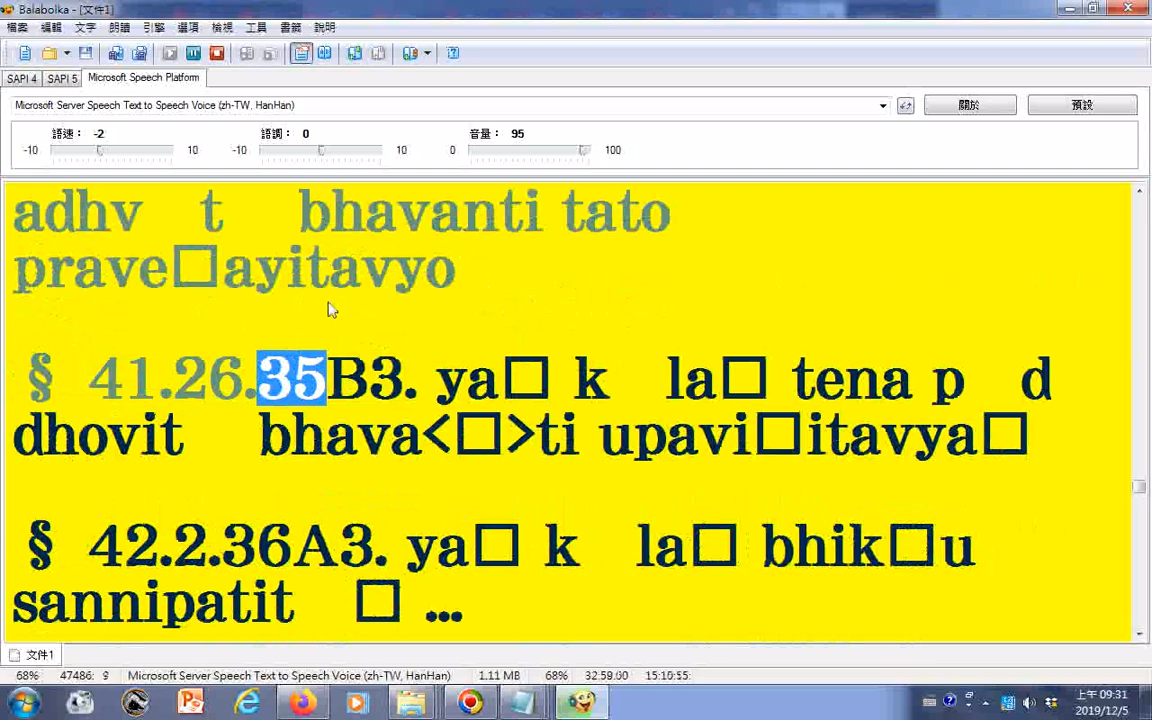 Balabolka - [文件1]
檔案 編輯 文字 朗讀 引擎 選項 檢視 工具 書籤 說明
SAPI 4 SAPI 5 Microsoft Speech Platform
Microsoft Server Speech Text to Speech Voice (zh-TW, HanHan) 關於 預設
語速： -2 語調： 0 音量： 95
-10 10 -10 10 0 100
adhv t bhavanti tato
prave□ayitavyo
§ 41.26.35B3. ya□ k la□ tena p d
dhovit bhava<□>ti upavi□itavya□
§ 42.2.36A3. ya□ k la□ bhik□u
sannipatit □ ...
文件1
68% 47486: 9 Microsoft Server Speech Text to Speech Voice (zh-TW, HanHan) 1.11 MB 68% 32:59:60 15:10:55:
上午 09:31
2019/12/5